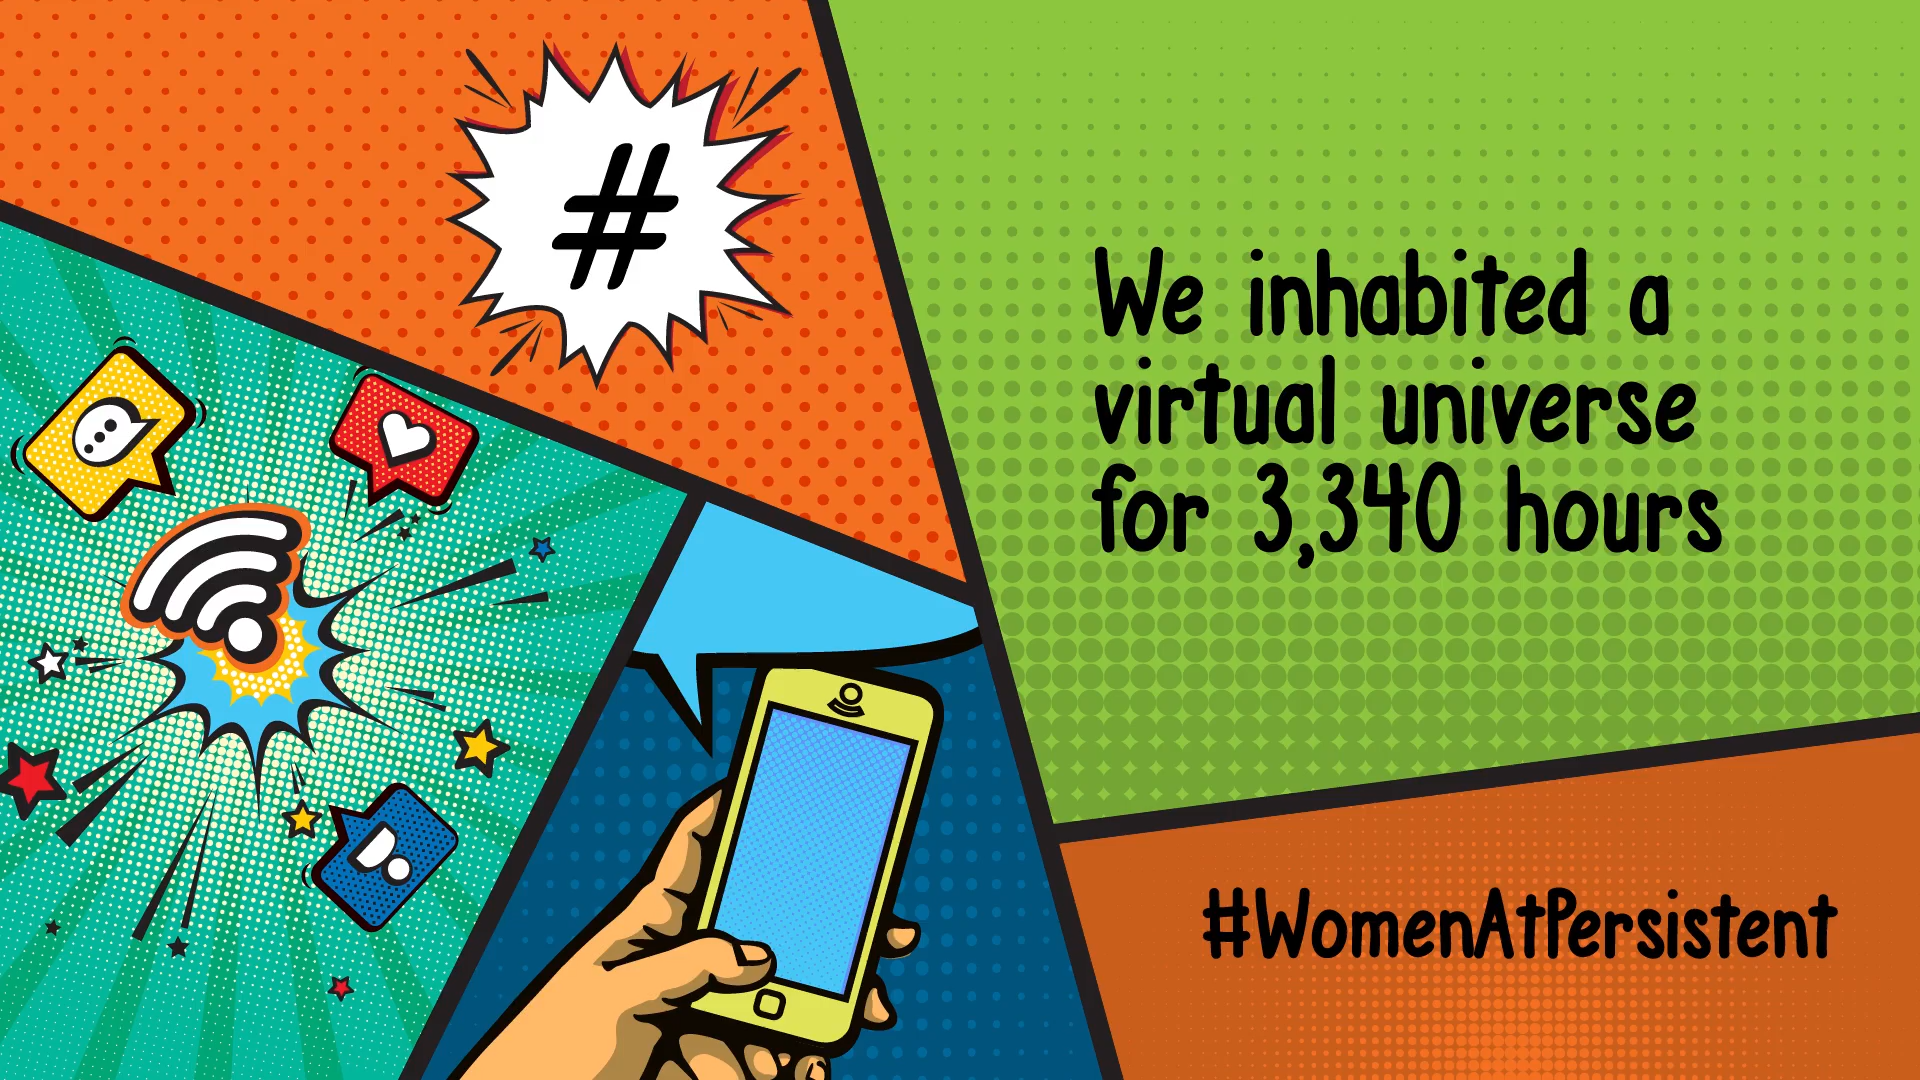 #
We inhabited a
virtual universe
for 3,340 hours
#WomenAtPersistent